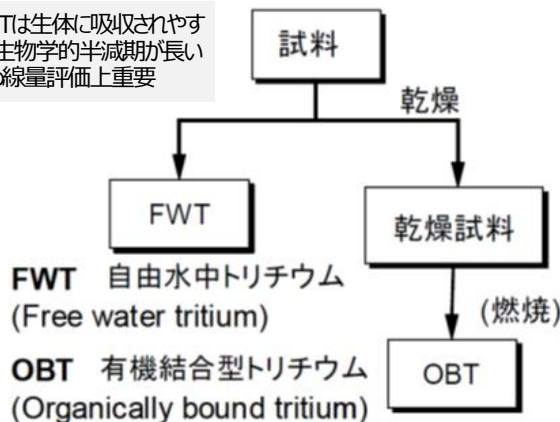 Tは生体に吸収されやす
生物学的半減期が長い
線量評価上重要
試料
乾燥
FWT
乾燥試料
FWT 自由水中トリチウム
(Free water tritium)
(燃焼)
OBT 有機結合型トリチウム
(Organically bound tritium)
OBT